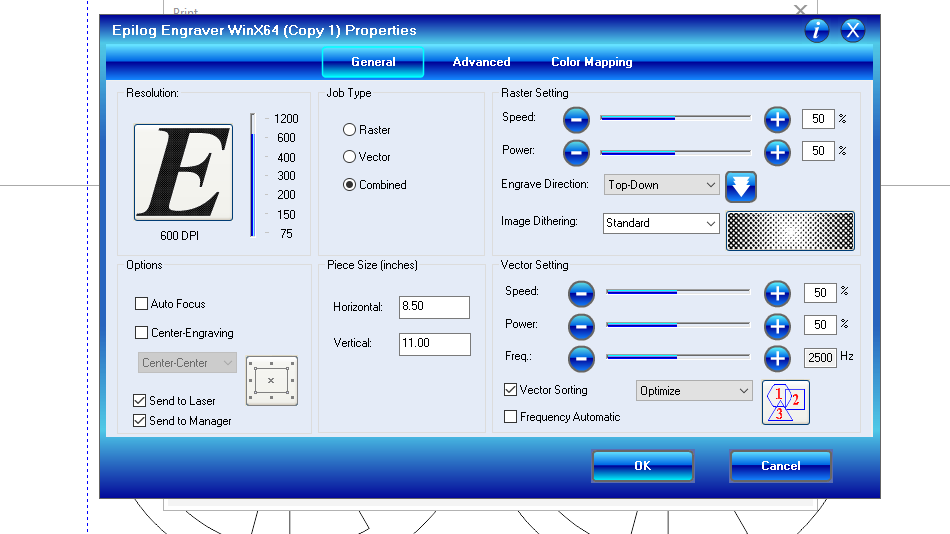 Print
Epilog Engraver WinX64 (Copy 1) Properties
i X
General Advanced Color Mapping
Resolution:
E
1200
600
400
300
200
150
75
600 DPI
Job Type
Raster
Vector
Combined
Raster Setting
Speed: 50 %
Power: 50 %
Engrave Direction: Top-Down
Image Dithering: Standard
Options
Auto Focus
Center-Engraving
Center-Center
x
Send to Laser
Send to Manager
Piece Size (inches)
Horizontal: 8.50
Vertical: 11.00
Vector Setting
Speed: 50 %
Power: 50 %
Freq.: 2500 Hz
Vector Sorting Optimize
1
2
3
Frequency Automatic
OK Cancel